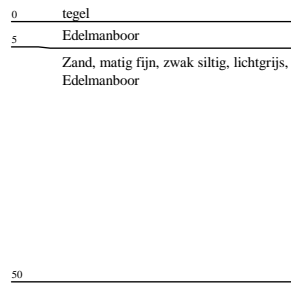 0 tegel
5 Edelmanboor
Zand, matig fijn, zwak siltig, lichtgrijs,
Edelmanboor
50